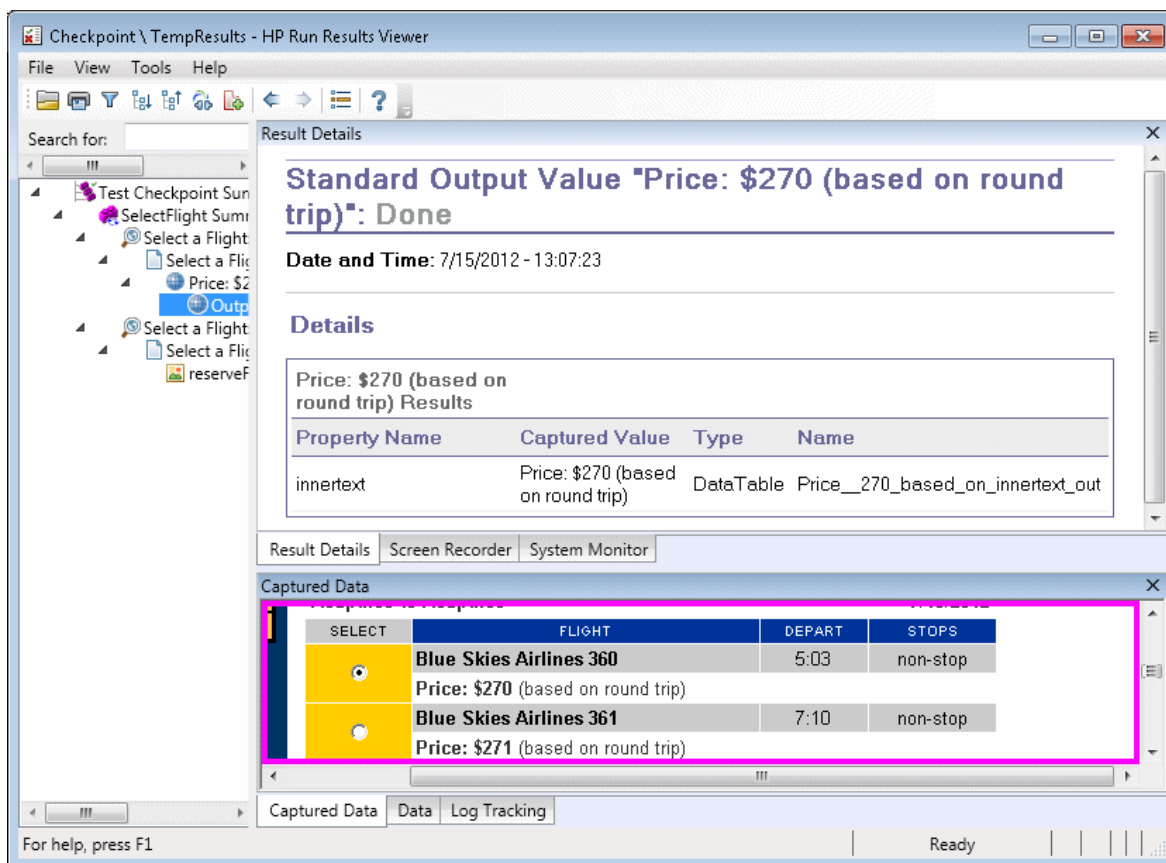 Checkpoint \ TempResults - HP Run Results Viewer
File View Tools Help
Search for:
Test Checkpoint Sun
SelectFlight Sumr
Select a Flight
Select a Flig
Price: $2
Outp
Select a Flight
Select a Flig
reserveF
Result Details
Standard Output Value "Price: $270 (based on round
trip)": Done
Date and Time: 7/15/2012 - 13:07:23
Details
Price: $270 (based on
round trip) Results
Property Name Captured Value Type Name
innertext Price: $270 (based
on round trip) DataTable Price__270_based_on_innertext_out
Result Details Screen Recorder System Monitor
Captured Data
SELECT FLIGHT DEPART STOPS
Blue Skies Airlines 360 5:03 non-stop
Price: $270 (based on round trip)
Blue Skies Airlines 361 7:10 non-stop
Price: $271 (based on round trip)
Captured Data Data Log Tracking
For help, press F1 Ready